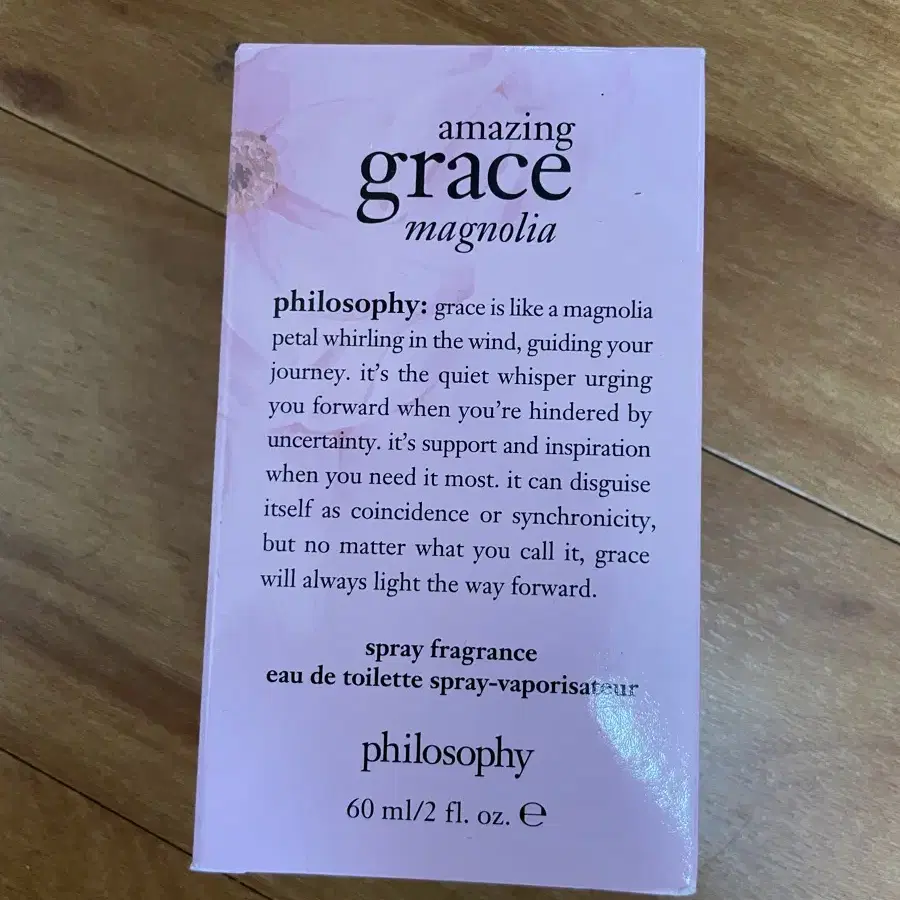 amazing
grace
magnolia
philosophy: grace is like a magnolia
petal whirling in the wind, guiding your
journey. it's the quiet whisper urging
you forward when you're hindered by
uncertainty. it's support and inspiration
when you need it most. it can disguise
itself as coincidence or synchronicity,
but no matter what you call it, grace
will always light the way forward.
spray fragrance
eau de toilette spray-vaporisateur
philosophy
60 ml/2 fl. oz. ℮